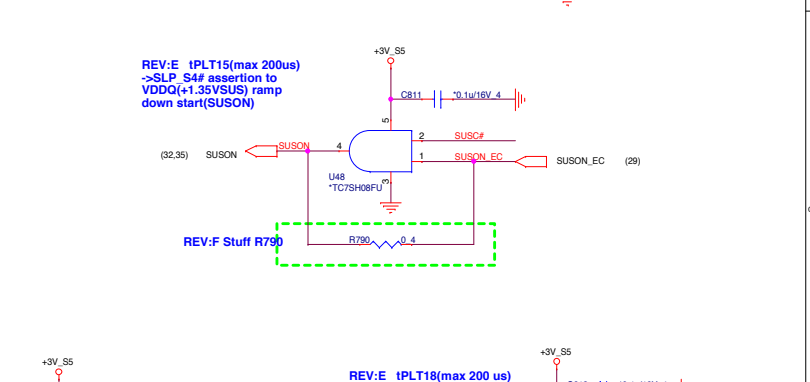 +3V_S5
REV:E tPLT15(max 200us)
->SLP_S4# assertion to
VDDQ(+1.35VSUS) ramp
down start(SUSON)
C811
*0.1u/16V_4
5
2
SUSC#
(32,35)
SUSON
SUSON
4
1
SUSON_EC
SUSON_EC
(29)
U48
*TC7SH08FU
3
REV:F Stuff R790
R790
0_4
+3V_S5
+3V_S5
REV:E tPLT18(max 200 us)